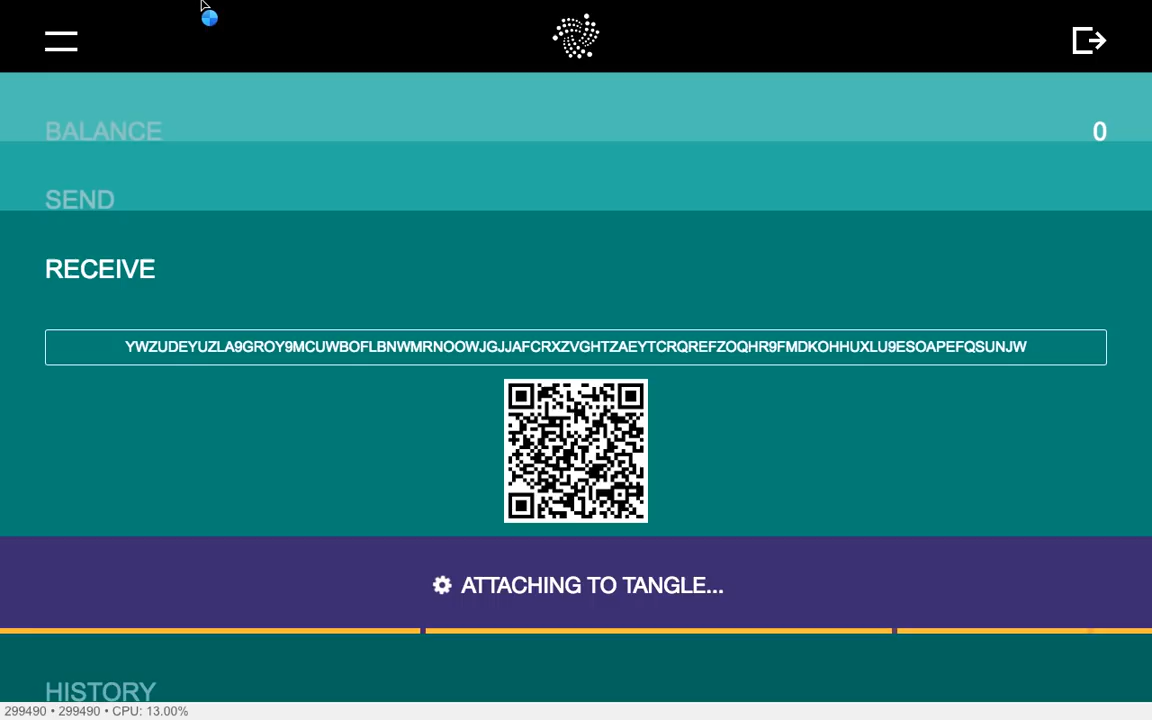 BALANCE
0
SEND
RECEIVE
YWZUDEYUZLA9GROY9MCUWBOFLBNWMRNOOWJGJJAFCRXZVGHTZAEYTCRQREFZOQHR9FMDKOHHUXLU9ESOAPEFQSUNJW
ATTACHING TO TANGLE...
HISTORY
299490 • 299490 • CPU: 13.00%